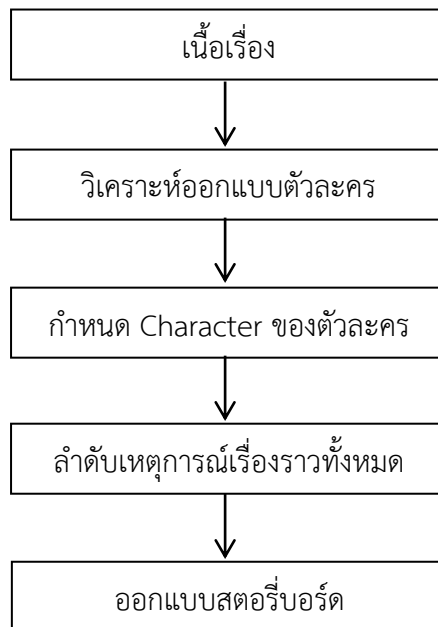 เนื้อเรื่อง
วิเคราะห์ออกแบบตัวละคร
กำหนด Character ของตัวละคร
ลำดับเหตุการณ์เรื่องราวทั้งหมด
ออกแบบสตอรี่บอร์ด